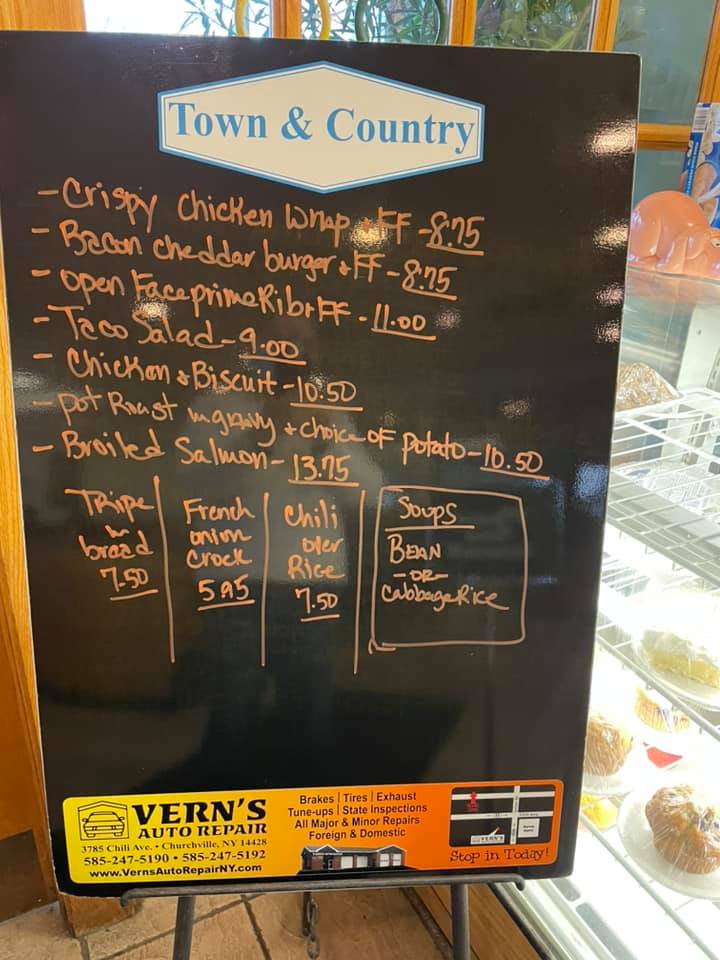 Town & Country
- Crispy Chicken Wrap + FF - 8.75
- Bacon cheddar burger + FF - 8.75
- Open Face prime Rib + FF - 11.00
- Taco Salad - 9.00
- Chicken & Biscuit - 10.50
- Pot Roast w gravy + choice of potato - 10.50
- Broiled Salmon - 13.75
Tripe
in
bread
7.50
French
onion
Crock
5.95
Chili
over
Rice
7.50
Soups
BEAN
-OR-
Cabbage Rice
VERN'S
AUTO REPAIR
3785 Chili Ave. • Churchville, NY 14428
585-247-5190 • 585-247-5192
www.VernsAutoRepairNY.com
Brakes | Tires | Exhaust
Tune-ups | State Inspections
All Major & Minor Repairs
Foreign & Domestic
Stop in Today!